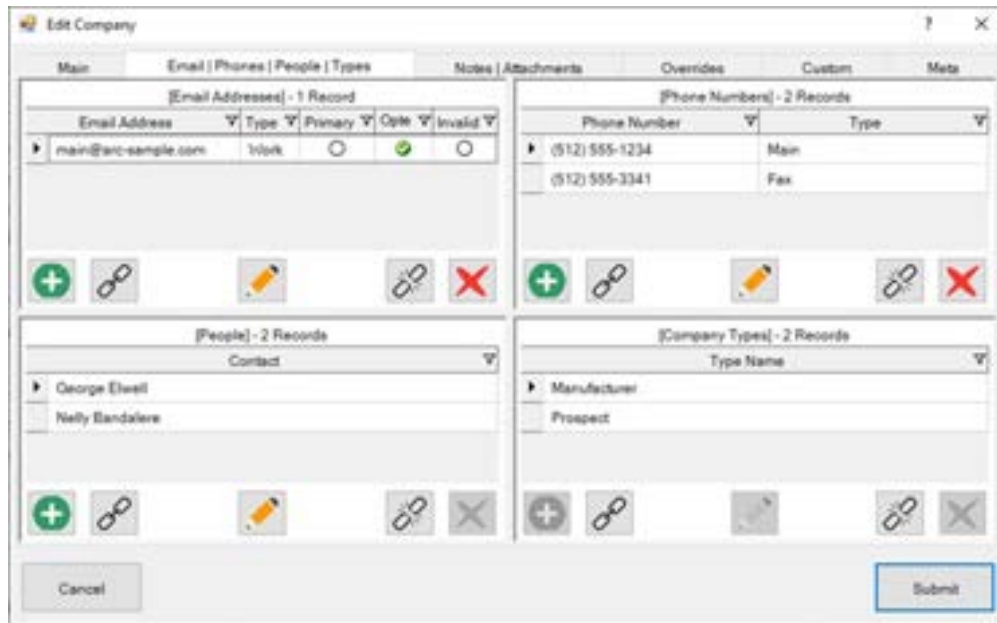 Edit Company
?
Main
Email | Phones | People | Types
Notes | Attachments
Overrides
Custom
Meta
[Email Addresses] - 1 Record
Email Address Type Primary Opte Invalid
main@arc-sample.com Work
[Phone Numbers] - 2 Records
Phone Number Type
(512) 555-1234 Main
(512) 555-3341 Fax
[People] - 2 Records
Contact
George Elwell
Nelly Bandalere
[Company Types] - 2 Records
Type Name
Manufacturer
Prospect
Cancel
Submit